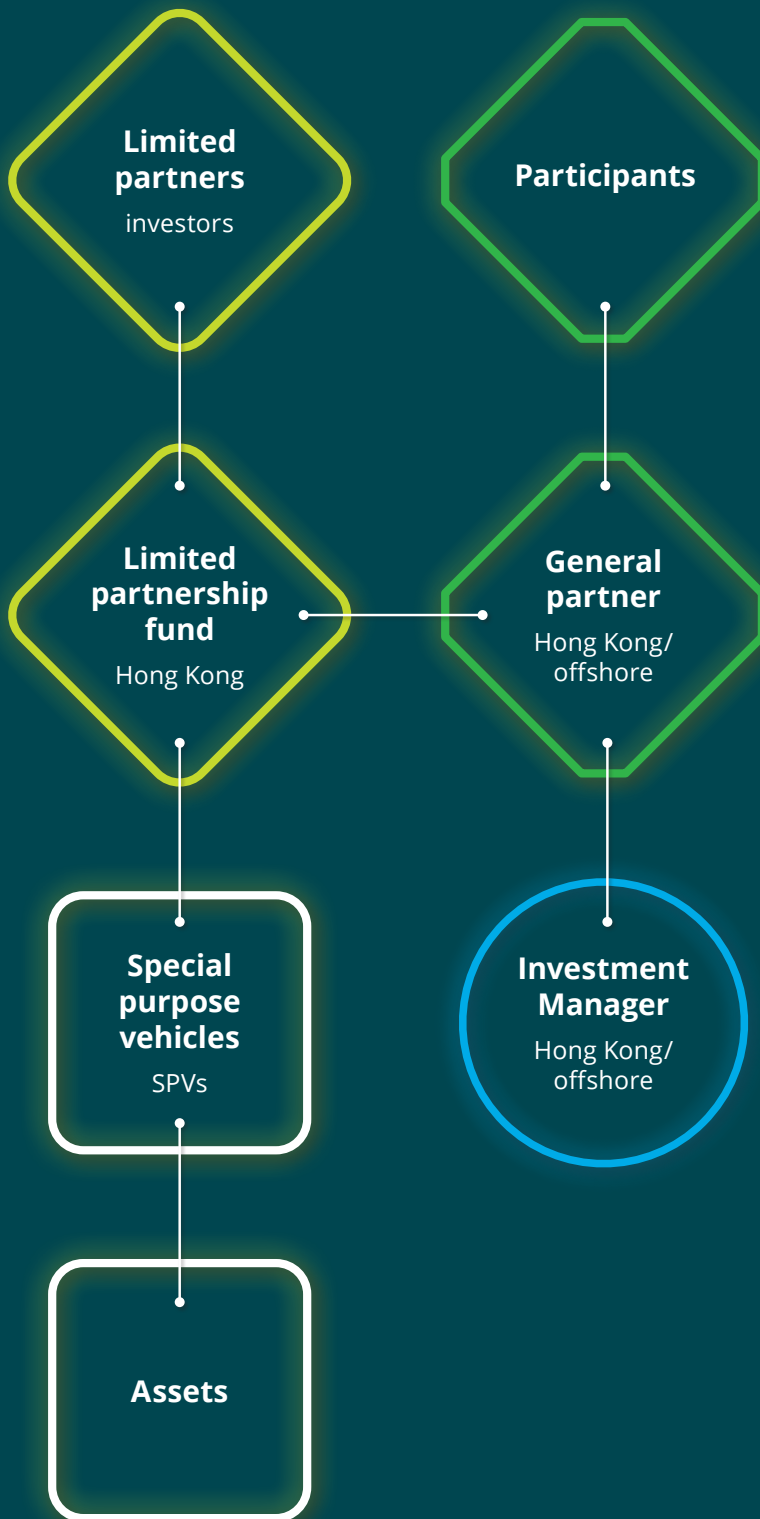 Limited
partners
investors
Participants
Limited
partnership
fund
Hong Kong
General
partner
Hong Kong/
offshore
Special
purpose
vehicles
SPVs
Investment
Manager
Hong Kong/
offshore
Assets